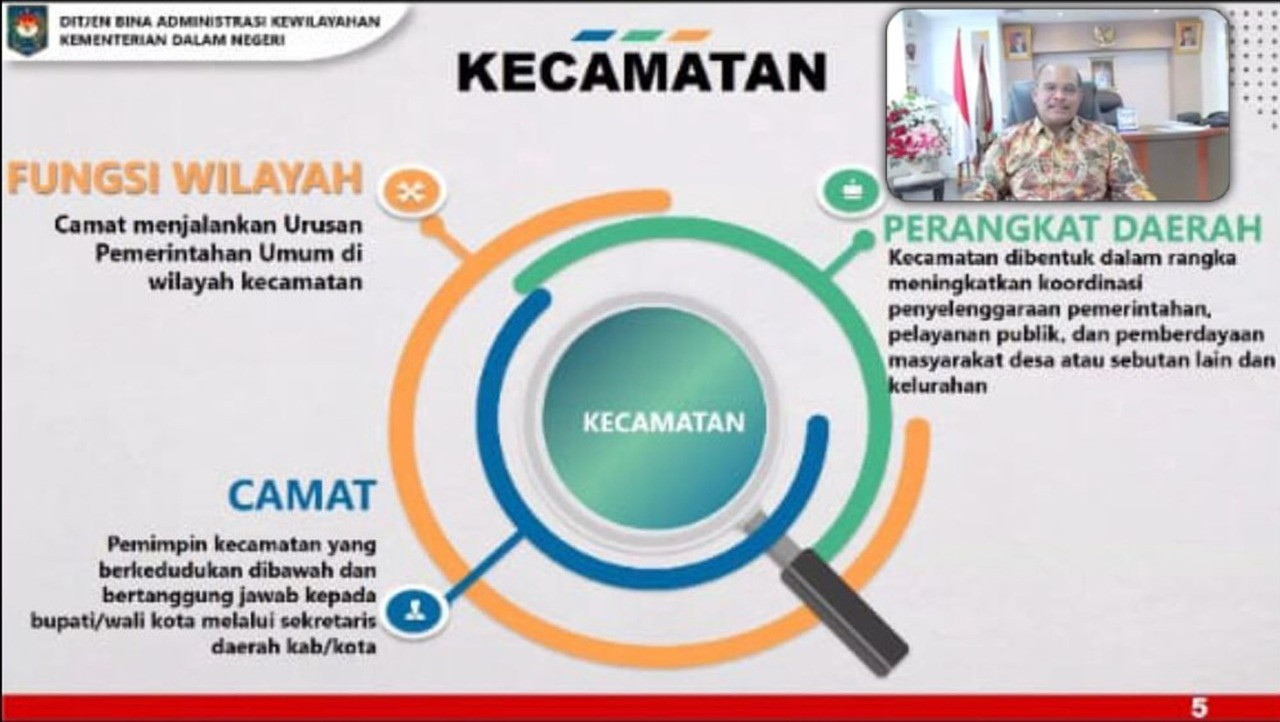 DITJEN BINA ADMINISTRASI KEWILAYAHAN
KEMENTERIAN DALAM NEGERI
KECAMATAN
FUNGSI WILAYAH
Camat menjalankan Urusan
Pemerintahan Umum di
wilayah kecamatan
PERANGKAT DAERAH
Kecamatan dibentuk dalam rangka
meningkatkan koordinasi
penyelenggaraan pemerintahan,
pelayanan publik, dan pemberdayaan
masyarakat desa atau sebutan lain dan
kelurahan
KECAMATAN
CAMAT
Pemimpin kecamatan yang
berkedudukan dibawah dan
bertanggung jawab kepada
bupati/wali kota melalui sekretaris
daerah kab/kota
5